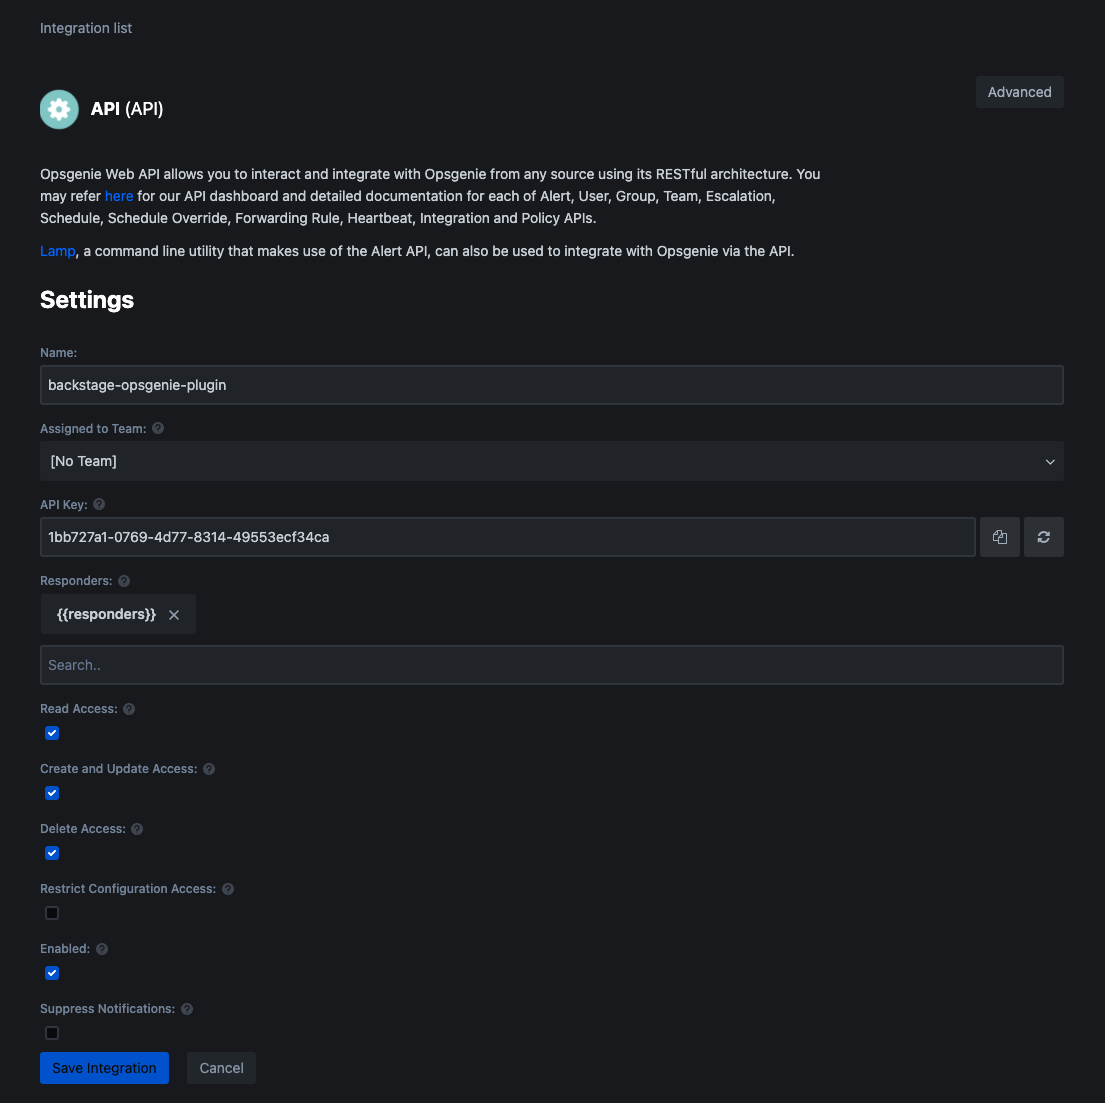 Integration list
API (API)
Advanced
Opsgenie Web API allows you to interact and integrate with Opsgenie from any source using its RESTful architecture. You
may refer here for our API dashboard and detailed documentation for each of Alert, User, Group, Team, Escalation,
Schedule, Schedule Override, Forwarding Rule, Heartbeat, Integration and Policy APIs.
Lamp, a command line utility that makes use of the Alert API, can also be used to integrate with Opsgenie via the API.
Settings
Name:
backstage-opsgenie-plugin
Assigned to Team: ?
[No Team]
API Key: ?
1bb727a1-0769-4d77-8314-49553ecf34ca
Responders: ?
{{responders}}
Search..
Read Access: ?
Create and Update Access: ?
Delete Access: ?
Restrict Configuration Access: ?
Enabled: ?
Suppress Notifications: ?
Save Integration
Cancel